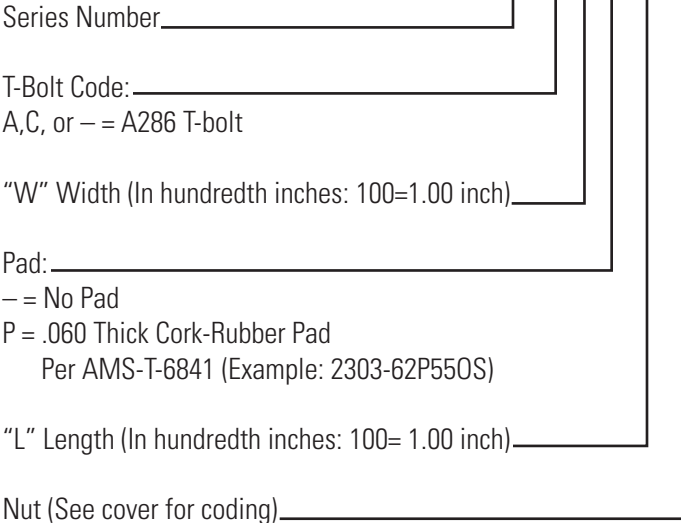 Series Number
T-Bolt Code:
A,C, or – = A286 T-bolt
“W” Width (In hundredth inches: 100=1.00 inch)
Pad:
– = No Pad
P = .060 Thick Cork-Rubber Pad
Per AMS-T-6841 (Example: 2303-62P55OS)
“L” Length (In hundredth inches: 100= 1.00 inch)
Nut (See cover for coding)